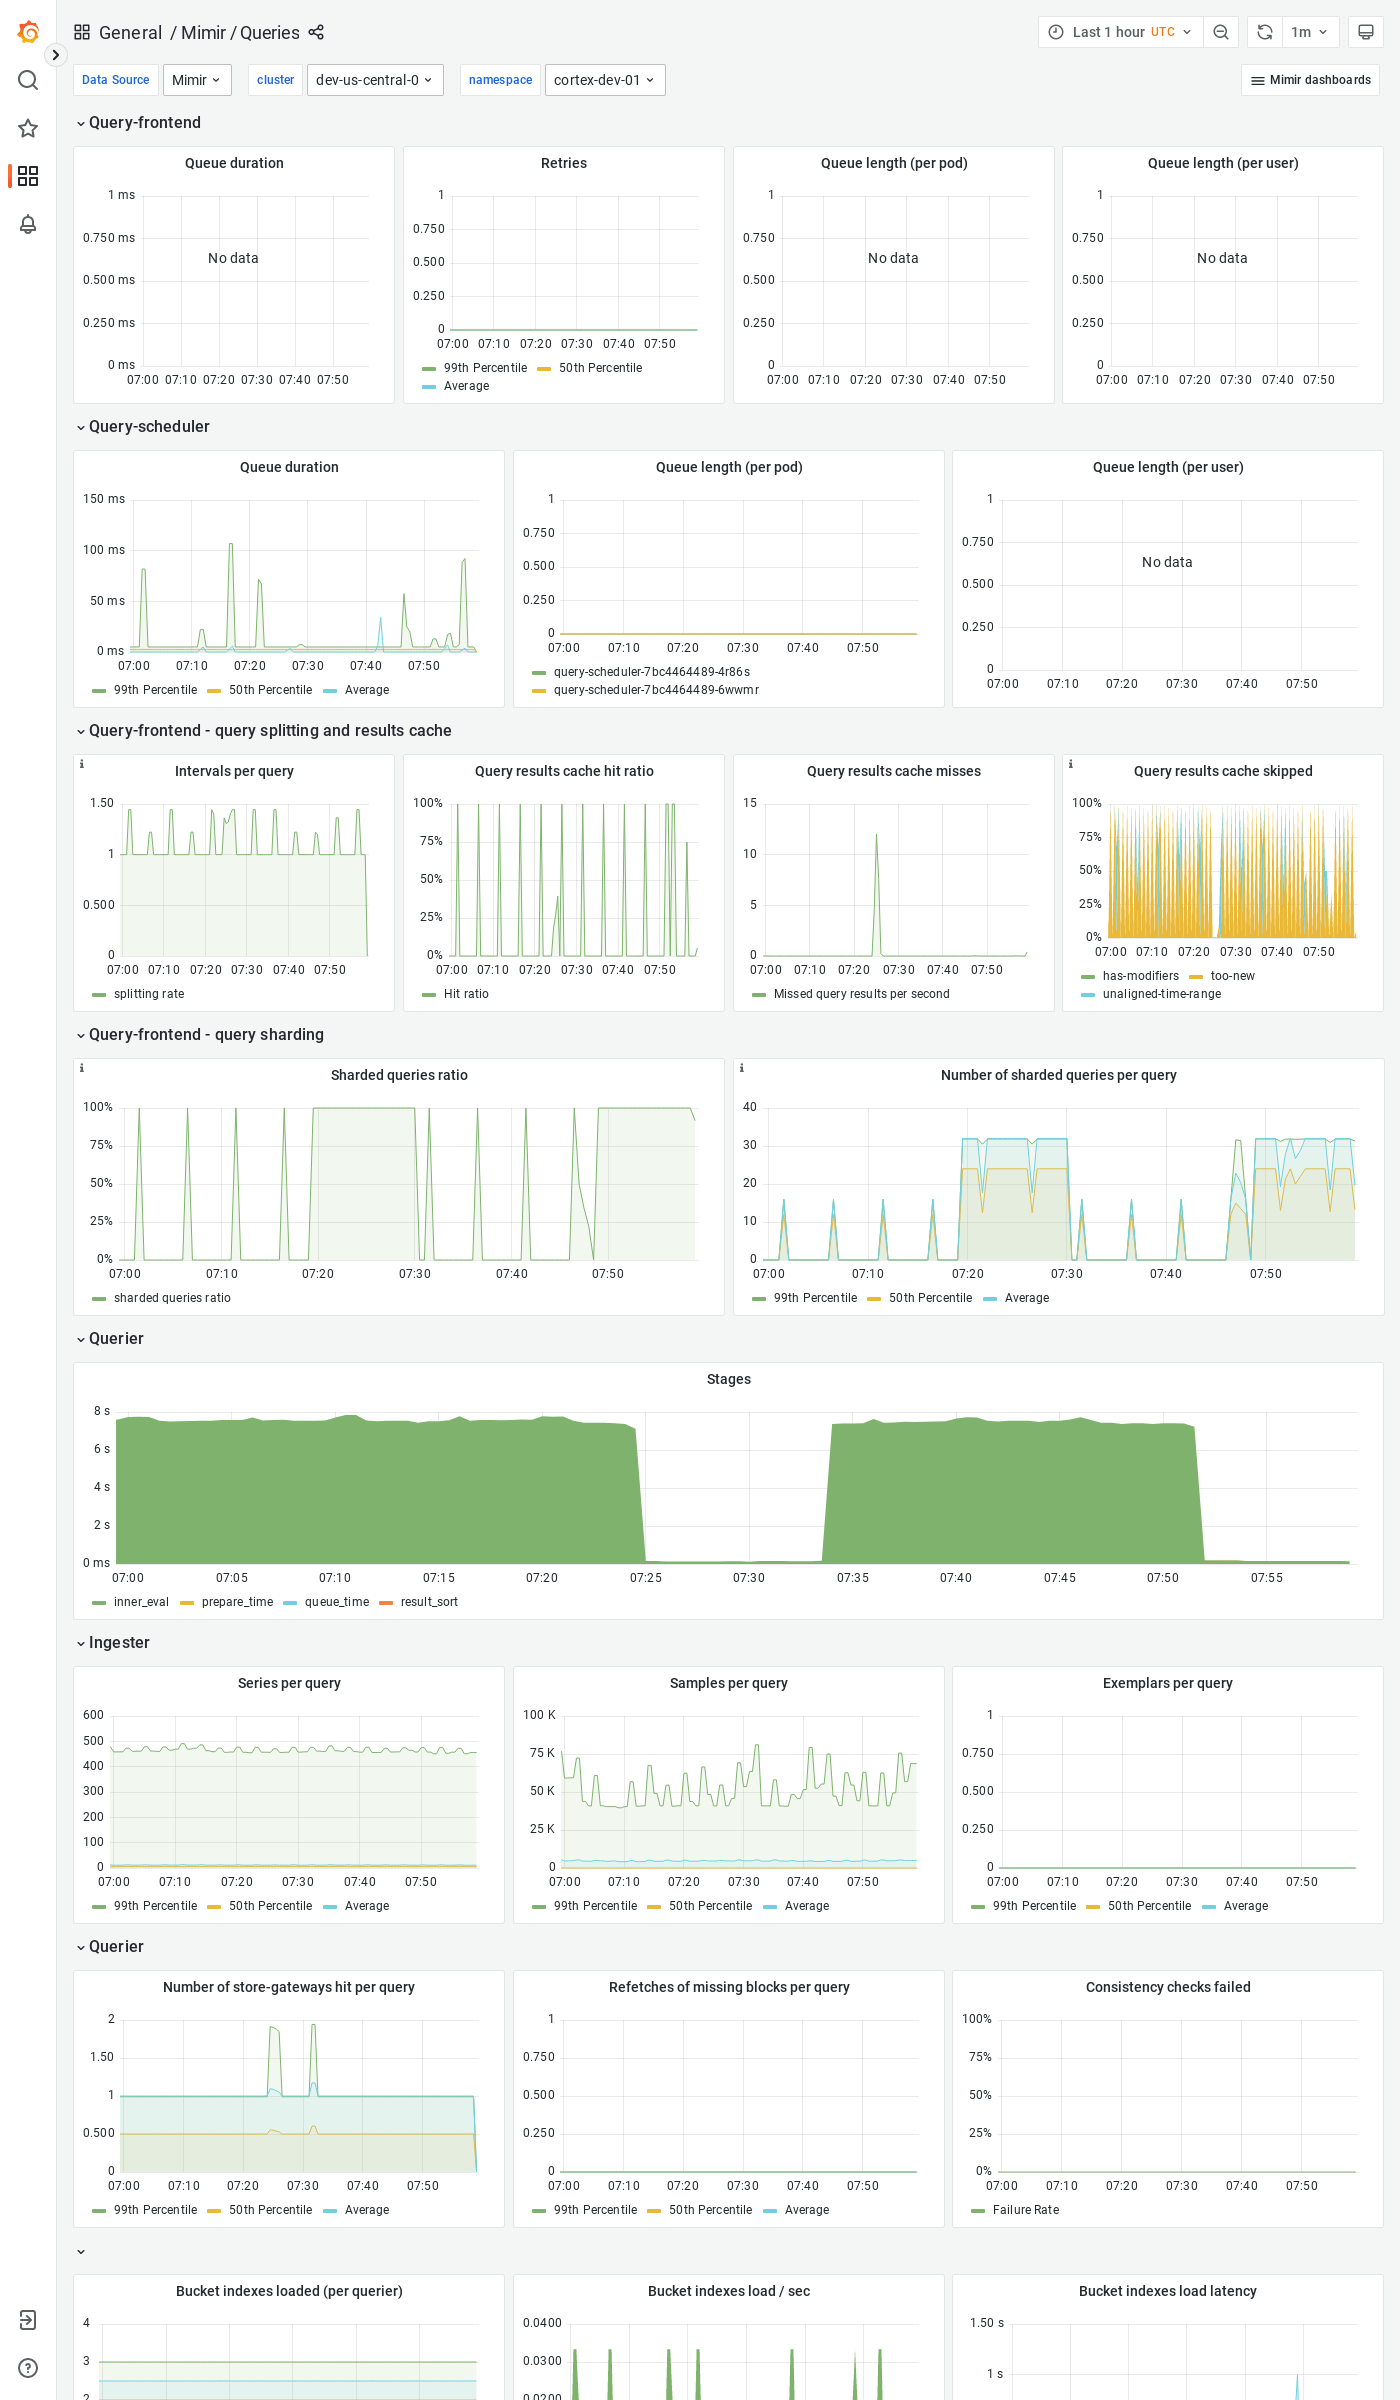 General / Mimir / Queries
Last 1 hour UTC
1m
Data Source Mimir
cluster dev-us-central-0
namespace cortex-dev-01
Mimir dashboards
Query-frontend
Queue duration
1 ms
0.750 ms
0.500 ms
0.250 ms
0 ms
No data
07:00 07:10 07:20 07:30 07:40 07:50
Retries
1
0.750
0.500
0.250
0
07:00 07:10 07:20 07:30 07:40 07:50
99th Percentile 50th Percentile
Average
Queue length (per pod)
1
0.750
0.500
0.250
0
No data
07:00 07:10 07:20 07:30 07:40 07:50
Queue length (per user)
1
0.750
0.500
0.250
0
No data
07:00 07:10 07:20 07:30 07:40 07:50
Query-scheduler
Queue duration
150 ms
100 ms
50 ms
0 ms
07:00 07:10 07:20 07:30 07:40 07:50
99th Percentile 50th Percentile Average
Queue length (per pod)
1
0.750
0.500
0.250
0
07:00 07:10 07:20 07:30 07:40 07:50
query-scheduler-7bc4464489-4r86s
query-scheduler-7bc4464489-6wwmr
Queue length (per user)
1
0.750
0.500
0.250
0
No data
07:00 07:10 07:20 07:30 07:40 07:50
Query-frontend - query splitting and results cache
Intervals per query
1.50
1
0.500
0
07:00 07:10 07:20 07:30 07:40 07:50
splitting rate
Query results cache hit ratio
100%
75%
50%
25%
0%
07:00 07:10 07:20 07:30 07:40 07:50
Hit ratio
Query results cache misses
15
10
5
0
07:00 07:10 07:20 07:30 07:40 07:50
Missed query results per second
Query results cache skipped
100%
75%
50%
25%
0%
07:00 07:10 07:20 07:30 07:40 07:50
has-modifiers too-new
unaligned-time-range
Query-frontend - query sharding
Sharded queries ratio
100%
75%
50%
25%
0%
07:00 07:10 07:20 07:30 07:40 07:50
sharded queries ratio
Number of sharded queries per query
40
30
20
10
0
07:00 07:10 07:20 07:30 07:40 07:50
99th Percentile 50th Percentile Average
Querier
Stages
8 s
6 s
4 s
2 s
0 ms
07:00 07:05 07:10 07:15 07:20 07:25 07:30 07:35 07:40 07:45 07:50 07:55
inner_eval prepare_time queue_time result_sort
Ingester
Series per query
600
500
400
300
200
100
0
07:00 07:10 07:20 07:30 07:40 07:50
99th Percentile 50th Percentile Average
Samples per query
100 K
75 K
50 K
25 K
0
07:00 07:10 07:20 07:30 07:40 07:50
99th Percentile 50th Percentile Average
Exemplars per query
1
0.750
0.500
0.250
0
07:00 07:10 07:20 07:30 07:40 07:50
99th Percentile 50th Percentile Average
Querier
Number of store-gateways hit per query
2
1.50
1
0.500
0
07:00 07:10 07:20 07:30 07:40 07:50
99th Percentile 50th Percentile Average
Refetches of missing blocks per query
1
0.750
0.500
0.250
0
07:00 07:10 07:20 07:30 07:40 07:50
99th Percentile 50th Percentile Average
Consistency checks failed
100%
75%
50%
25%
0%
07:00 07:10 07:20 07:30 07:40 07:50
Failure Rate
Bucket indexes loaded (per querier)
4
3
2
Bucket indexes load / sec
0.0400
0.0300
0.0200
Bucket indexes load latency
1.50 s
1 s